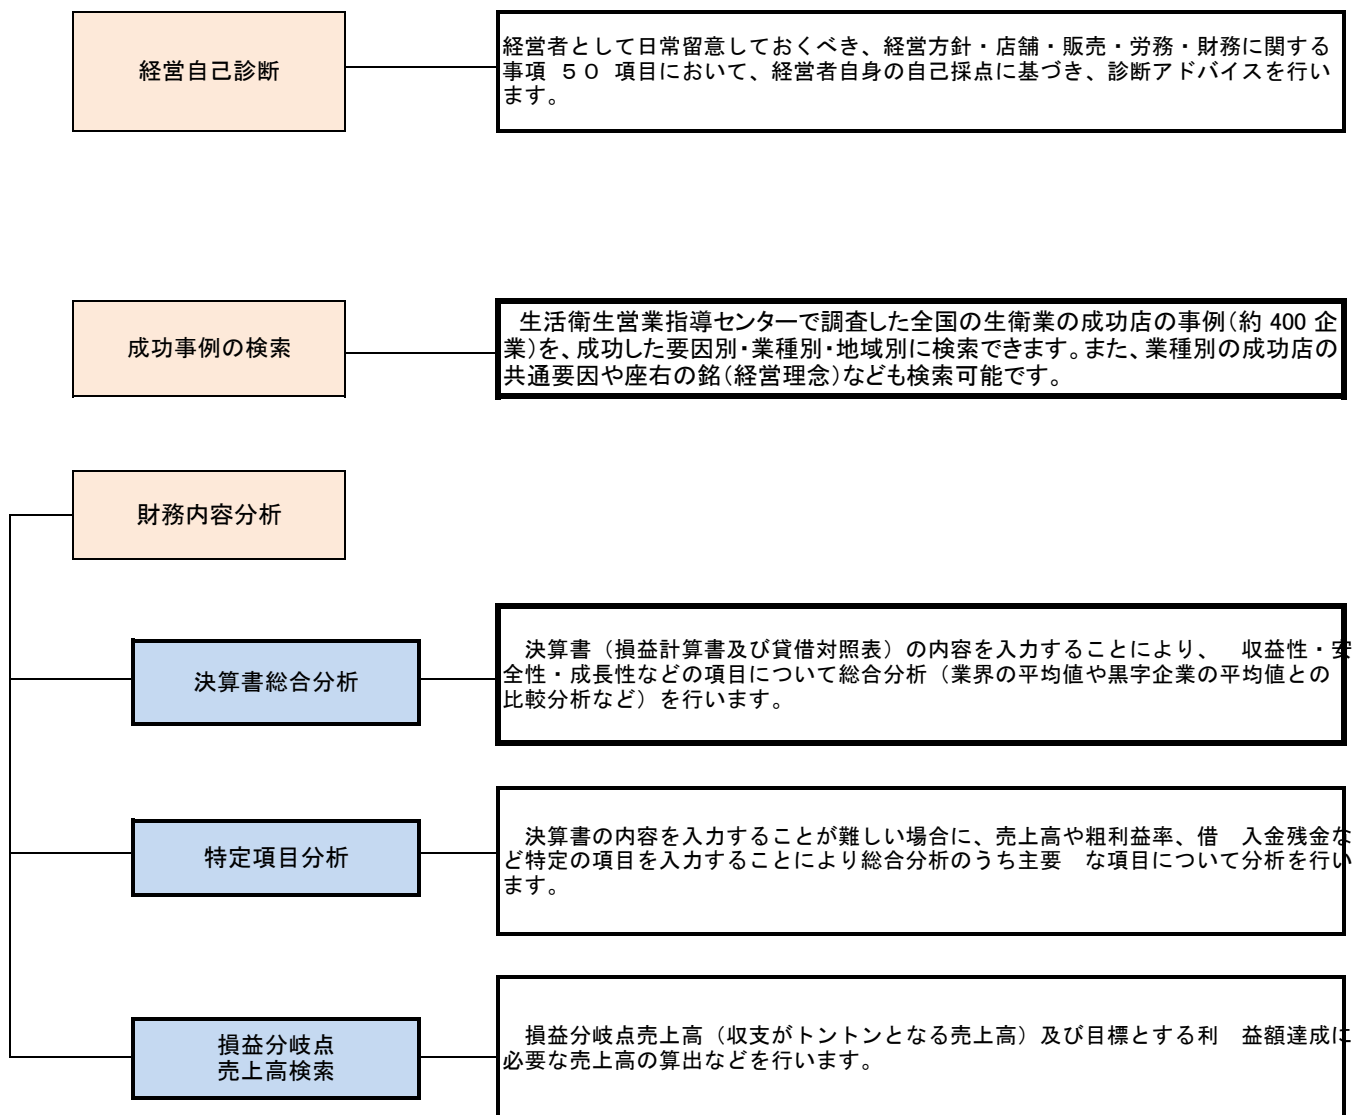 経営自己診断
経営者として日常留意しておくべき、経営方針・店舗・販売・労務・財務に関する
事項 ５０ 項目において、経営者自身の自己採点に基づき、診断アドバイスを行い
ます。
成功事例の検索
生活衛生営業指導センターで調査した全国の生衛業の成功店の事例（約 400 企
業）を、成功した要因別・業種別・地域別に検索できます。また、業種別の成功店の
共通要因や座右の銘（経営理念）なども検索可能です。
財務内容分析
決算書総合分析
決算書（損益計算書及び貸借対照表）の内容を入力することにより、　収益性・安
全性・成長性などの項目について総合分析（業界の平均値や黒字企業の平均値との
比較分析など）を行います。
特定項目分析
決算書の内容を入力することが難しい場合に、売上高や粗利益率、借　入金残金な
ど特定の項目を入力することにより総合分析のうち主要　な項目について分析を行い
ます。
損益分岐点
売上高検索
損益分岐点売上高（収支がトントンとなる売上高）及び目標とする利　益額達成に
必要な売上高の算出などを行います。